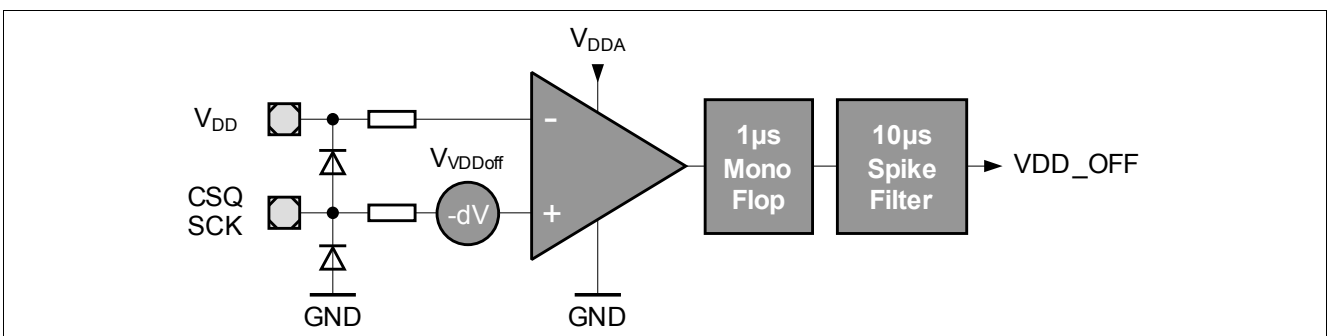 VDDA
VDD
-
1µs
Mono
Flop
10µs
Spike
Filter
VDD_OFF
VVDDoff
CSQ
SCK
-dV
+
GND
GND